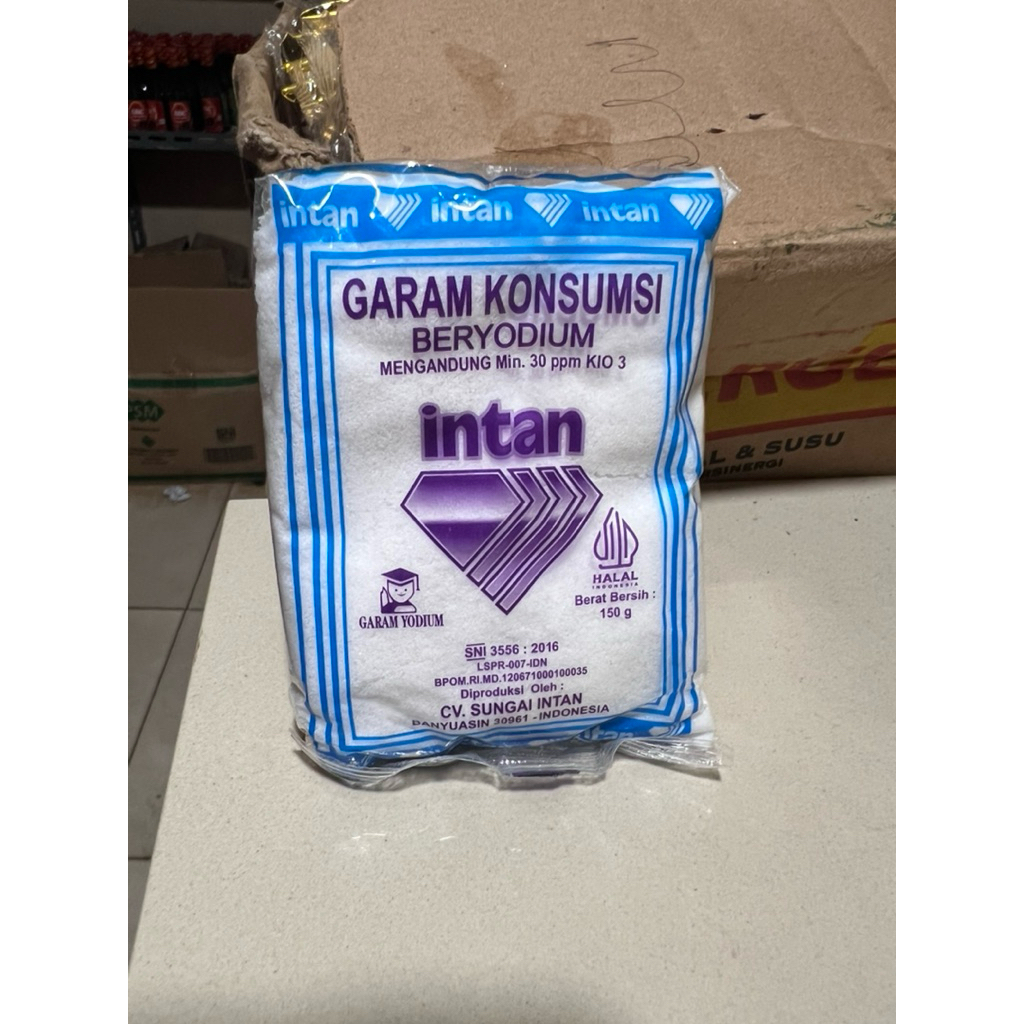 intan intan intan
GARAM KONSUMSI
BERYODIUM
MENGANDUNG Min. 30 ppm KIO 3
intan
HALAL
INDONESIA
Berat Bersih :
150 g
GARAM YODIUM
SNI 3556 : 2016
LSPR-007-IDN
BPOM.RI.MD.120671000100035
Diproduksi Oleh :
CV. SUNGAI INTAN
BANYUASIN 30961 - INDONESIA
& SUSU